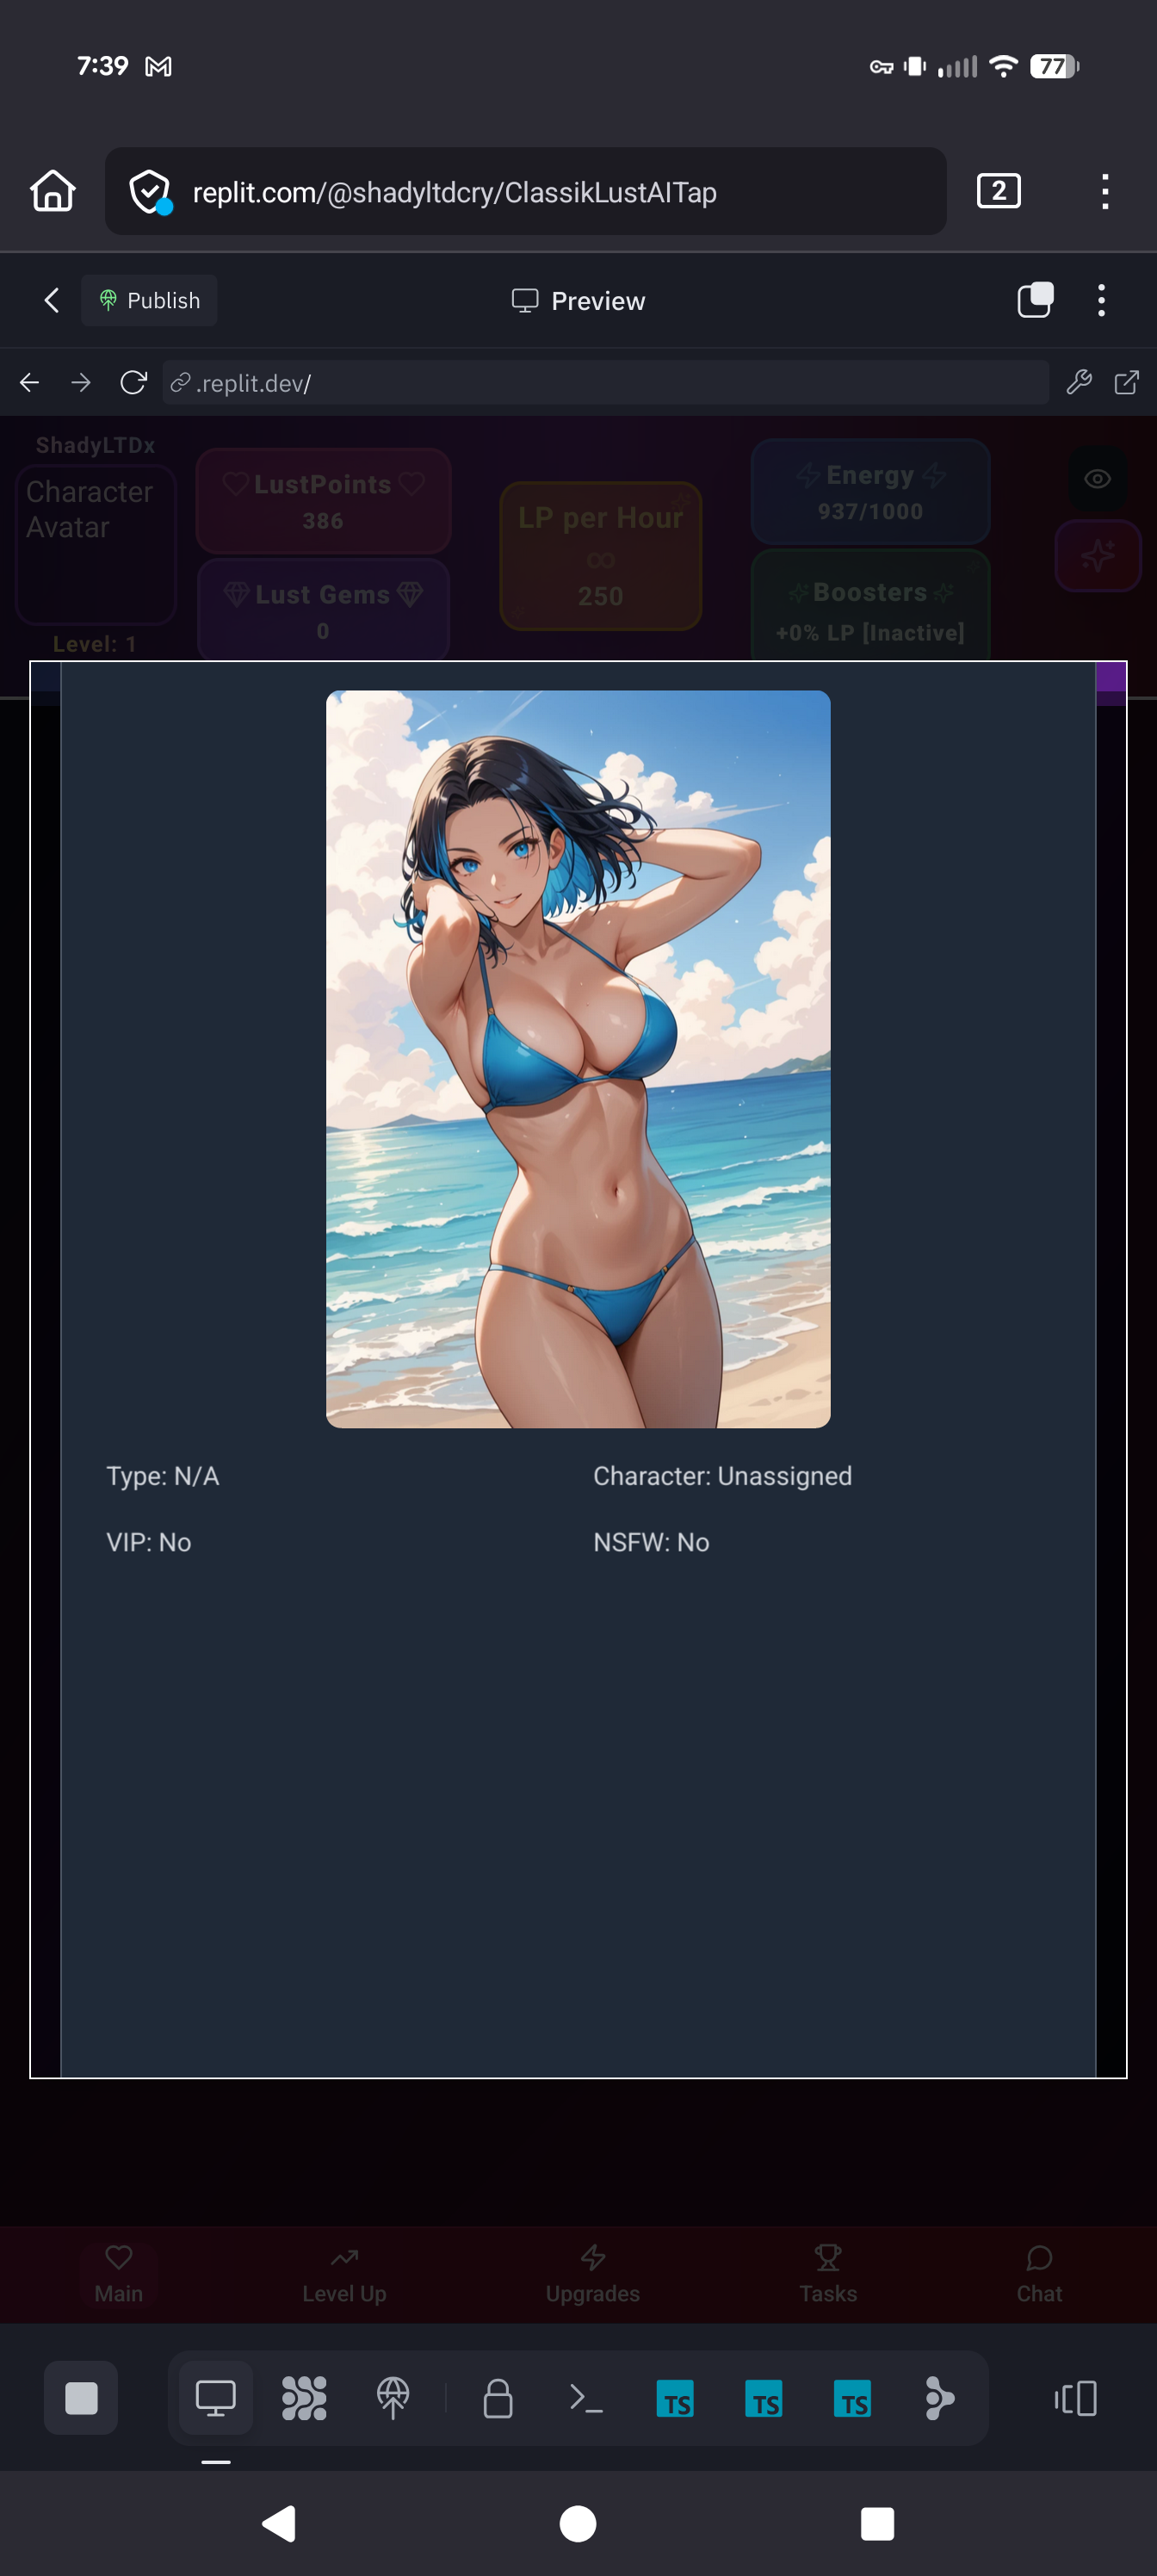 7:39
77
replit.com/@shadyltdcry/ClassikLustAITap
2
Publish
Preview
.replit.dev/
ShadyLTDx
Character
Avatar
Level: 1
LustPoints
386
Lust Gems
0
LP per Hour
250
Energy
937/1000
Boosters
+0% LP [Inactive]
Type: N/A
Character: Unassigned
VIP: No
NSFW: No
Main
Level Up
Upgrades
Tasks
Chat
TS
TS
TS